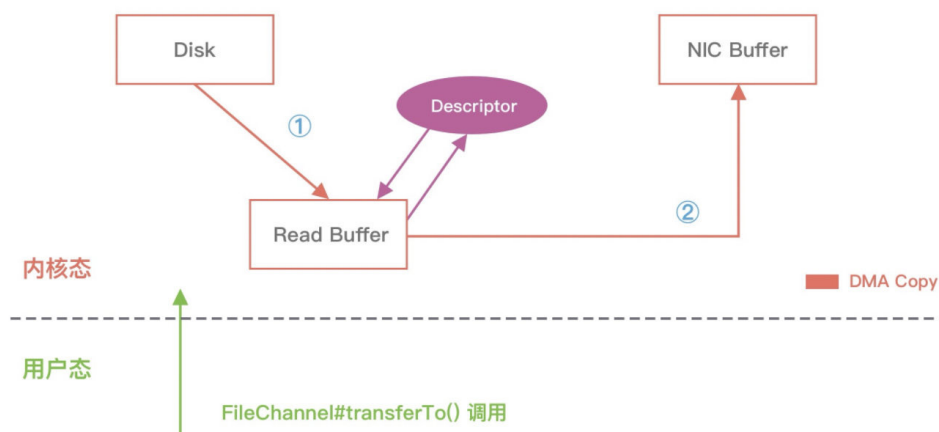 Disk
NIC Buffer
Descriptor
①
Read Buffer
②
内核态
DMA Copy
用户态
FileChannel#transferTo() 调用